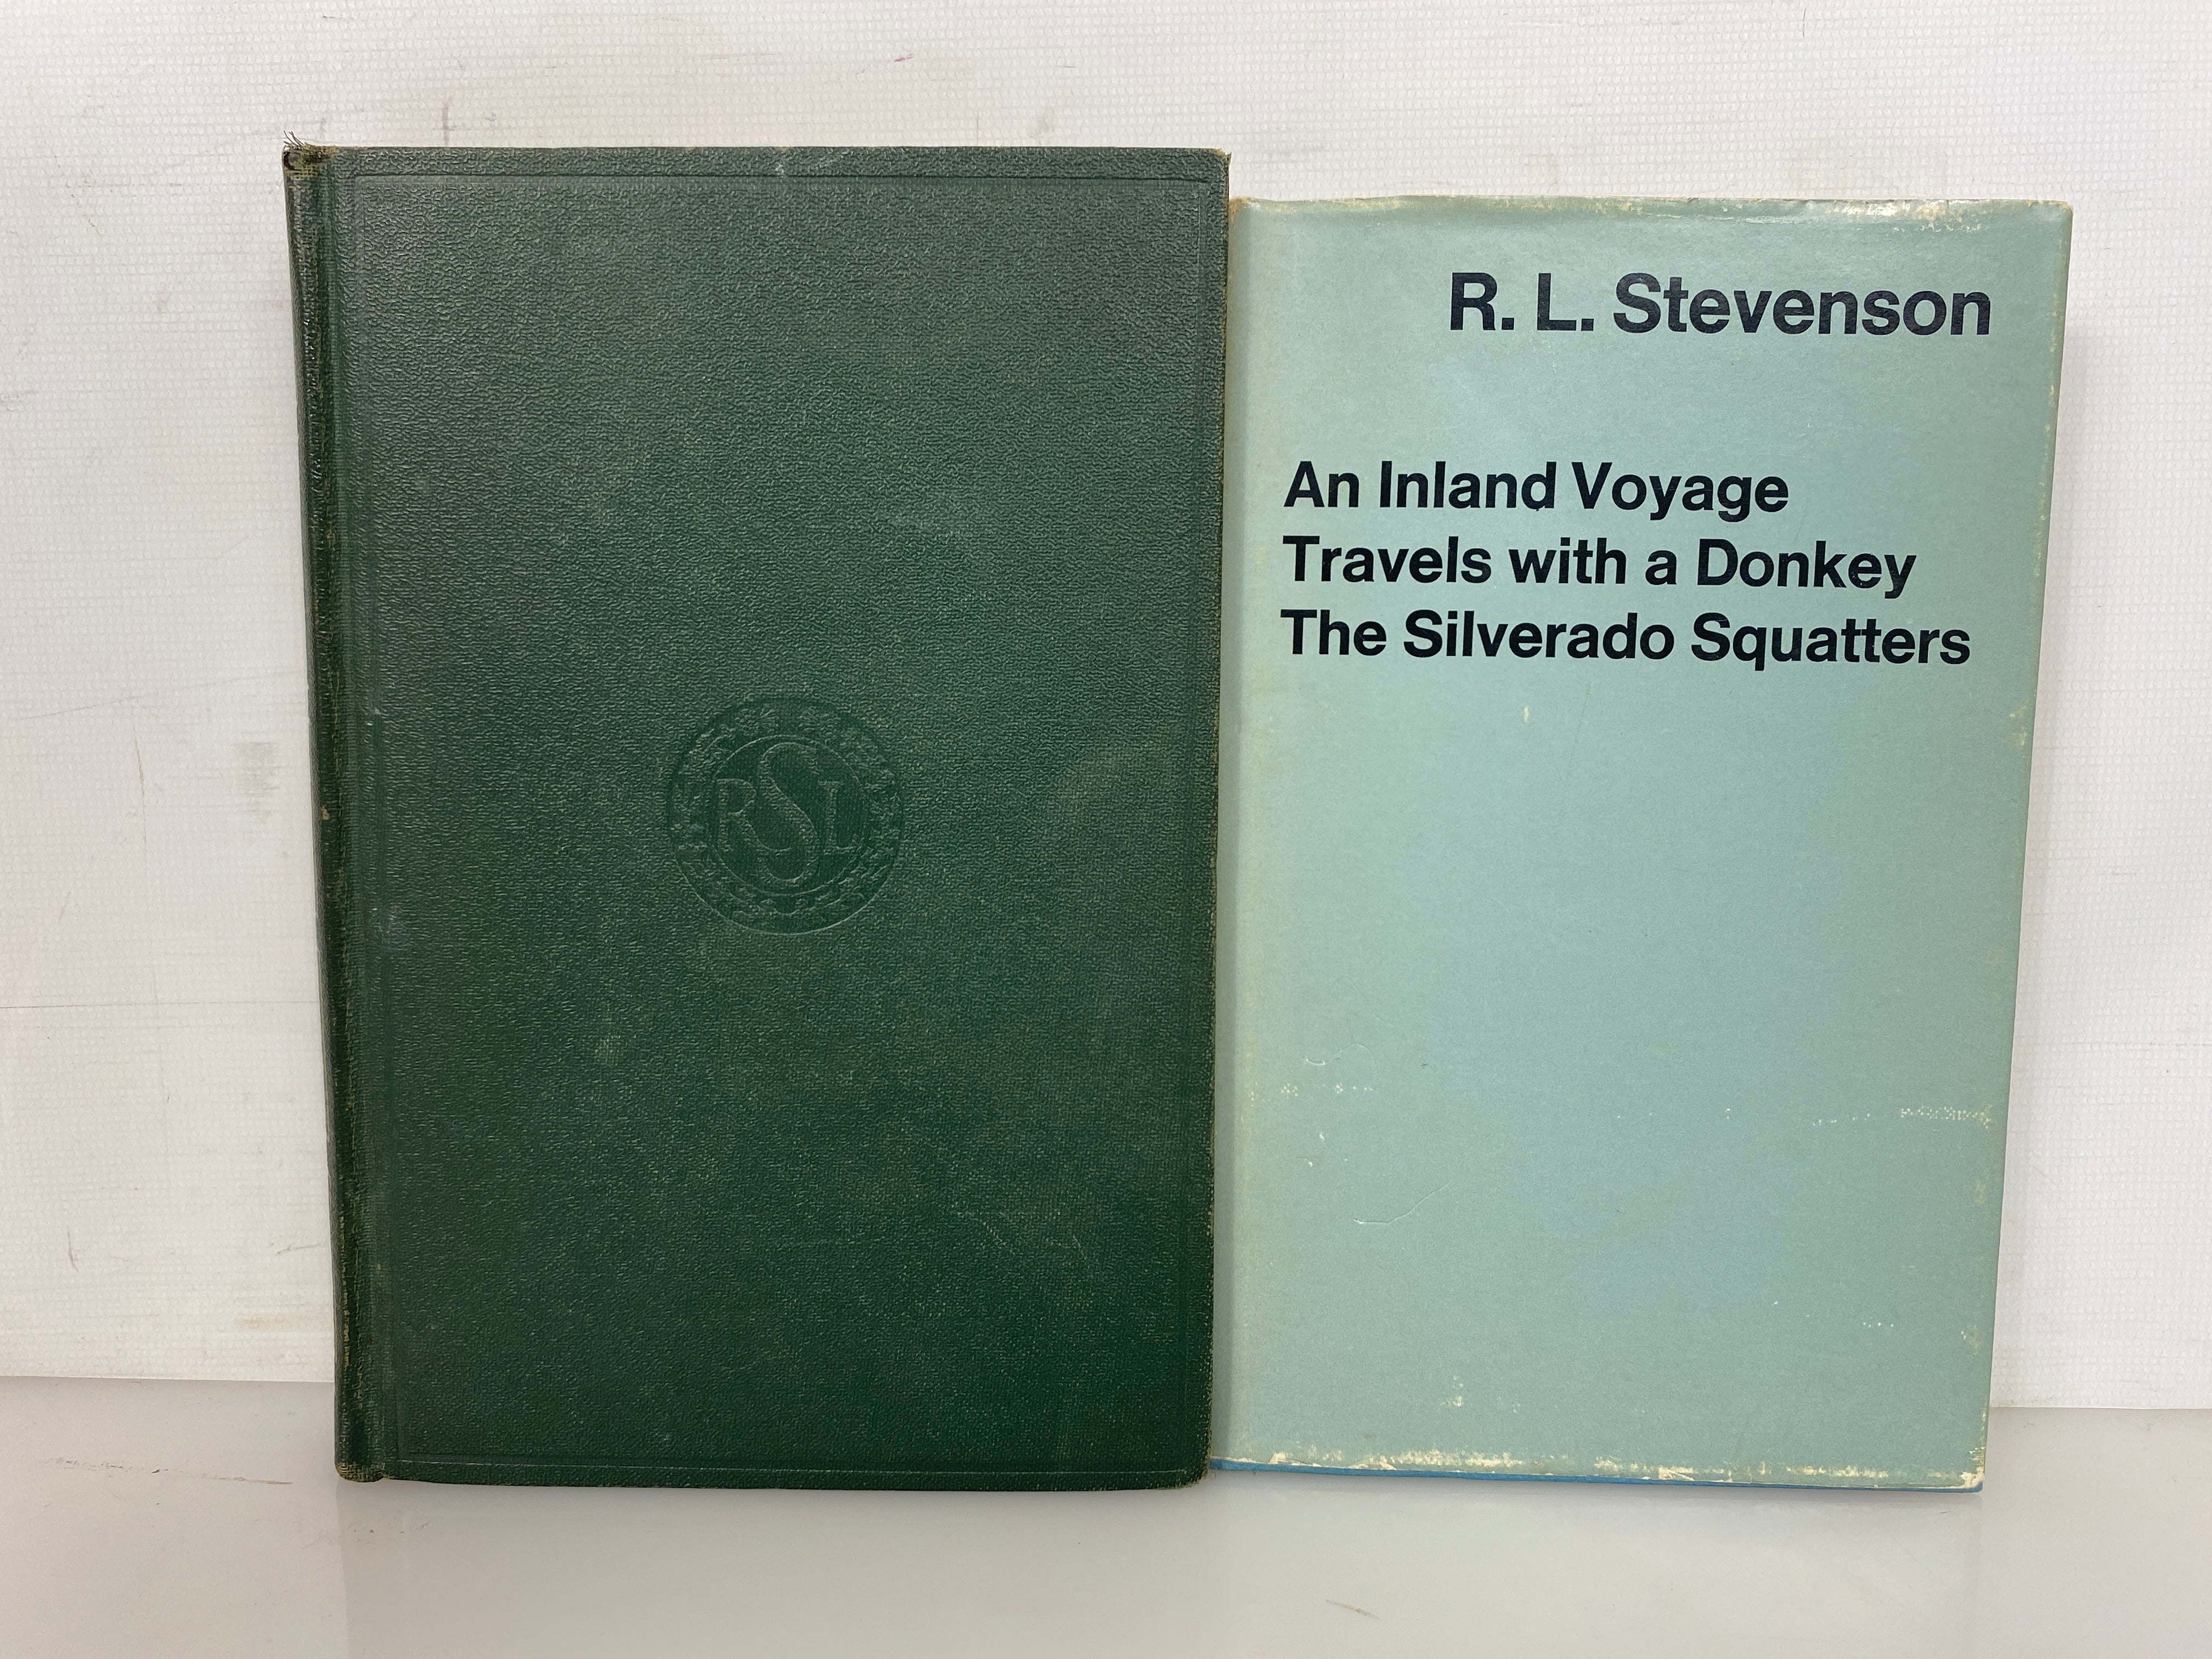 RSL
R. L. Stevenson
An Inland Voyage
Travels with a Donkey
The Silverado Squatters